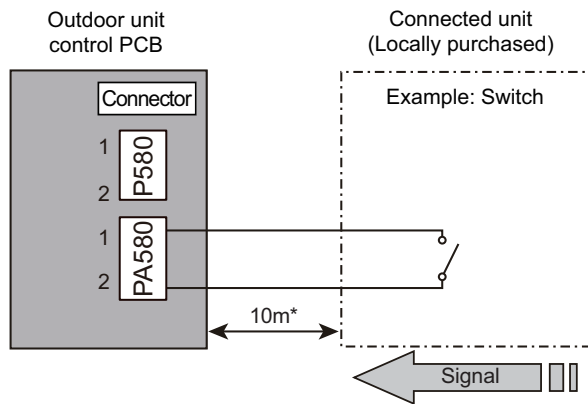 Outdoor unit
control PCB
Connected unit
(Locally purchased)
Connector
Example: Switch
1
2
P580
1
2
PA580
10m*
Signal